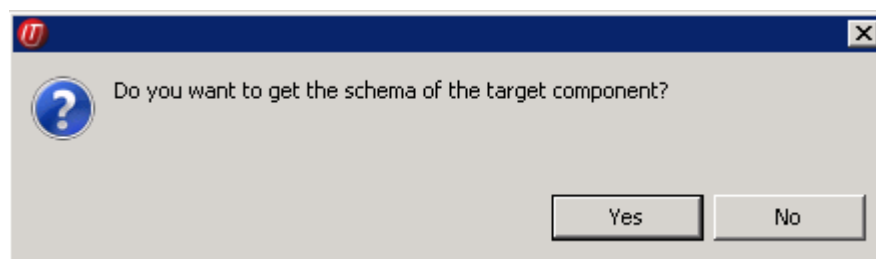 Do you want to get the schema of the target component?
Yes
No